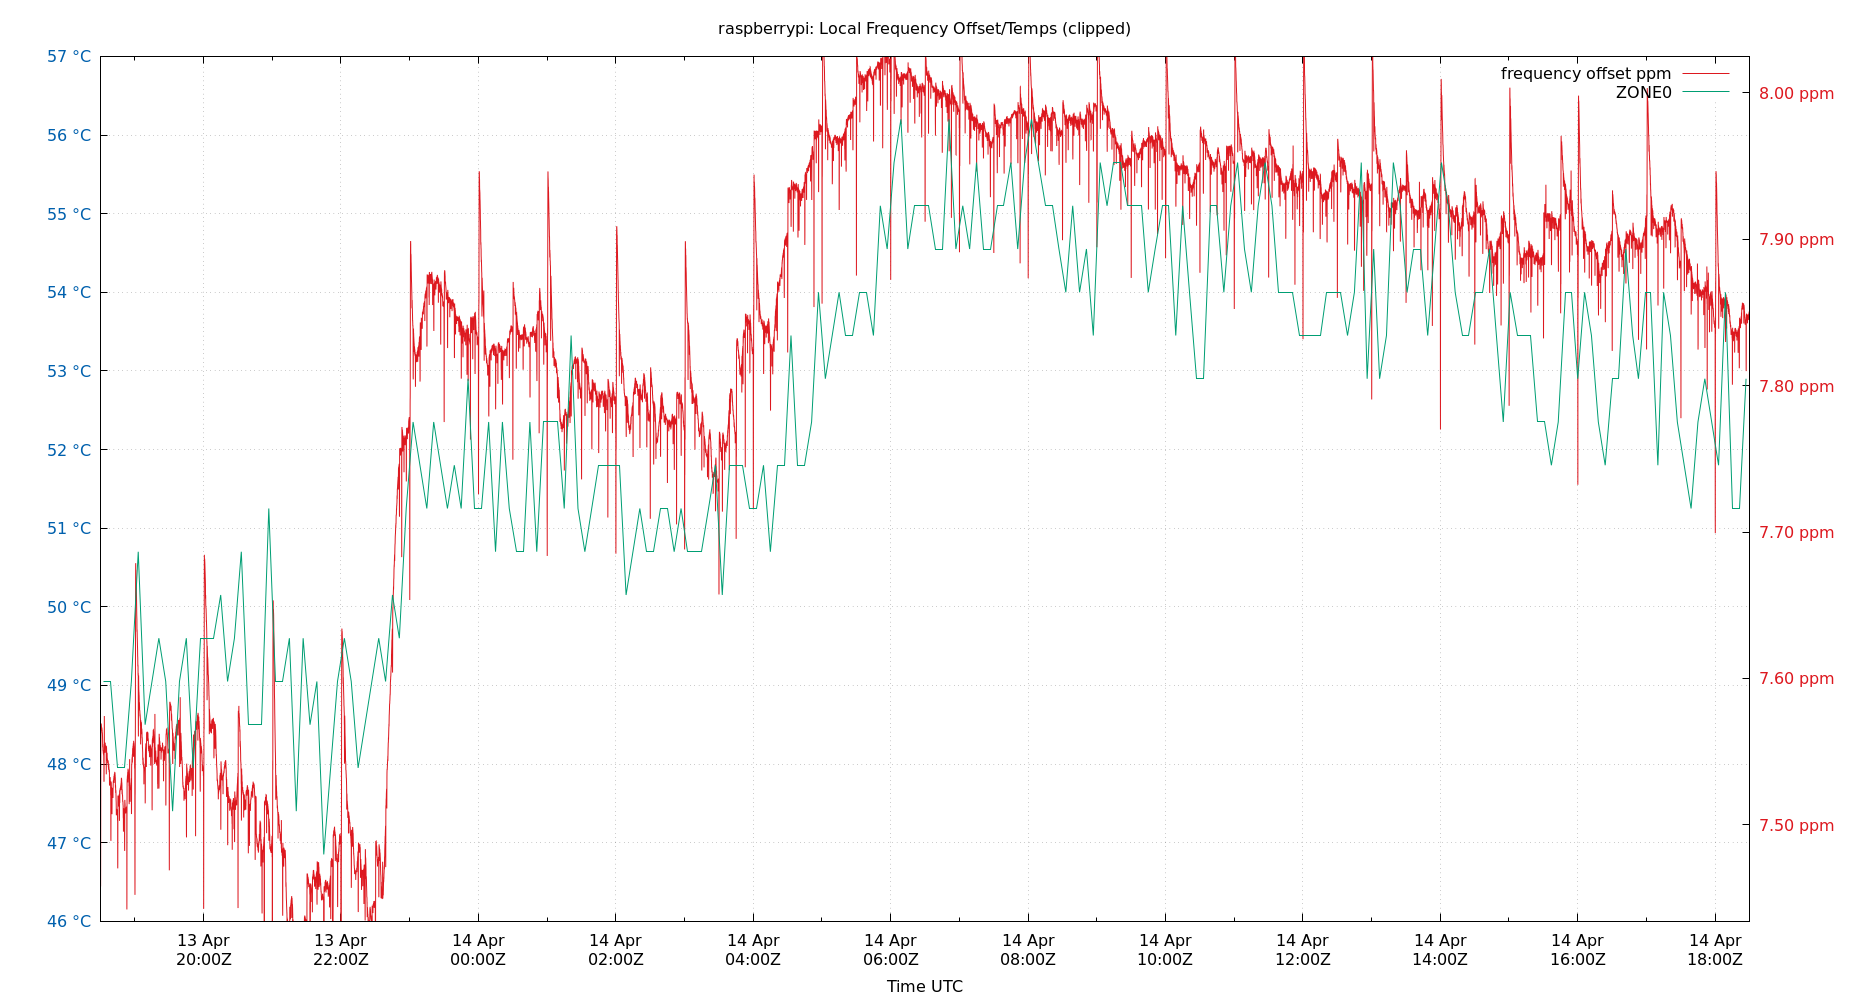 raspberrypi: Local Frequency Offset/Temps (clipped)
57 °C
56 °C
55 °C
54 °C
53 °C
52 °C
51 °C
50 °C
49 °C
48 °C
47 °C
46 °C
frequency offset ppm
ZONE0
8.00 ppm
7.90 ppm
7.80 ppm
7.70 ppm
7.60 ppm
7.50 ppm
13 Apr
20:00Z
13 Apr
22:00Z
14 Apr
00:00Z
14 Apr
02:00Z
14 Apr
04:00Z
14 Apr
06:00Z
14 Apr
08:00Z
14 Apr
10:00Z
14 Apr
12:00Z
14 Apr
14:00Z
14 Apr
16:00Z
14 Apr
18:00Z
Time UTC